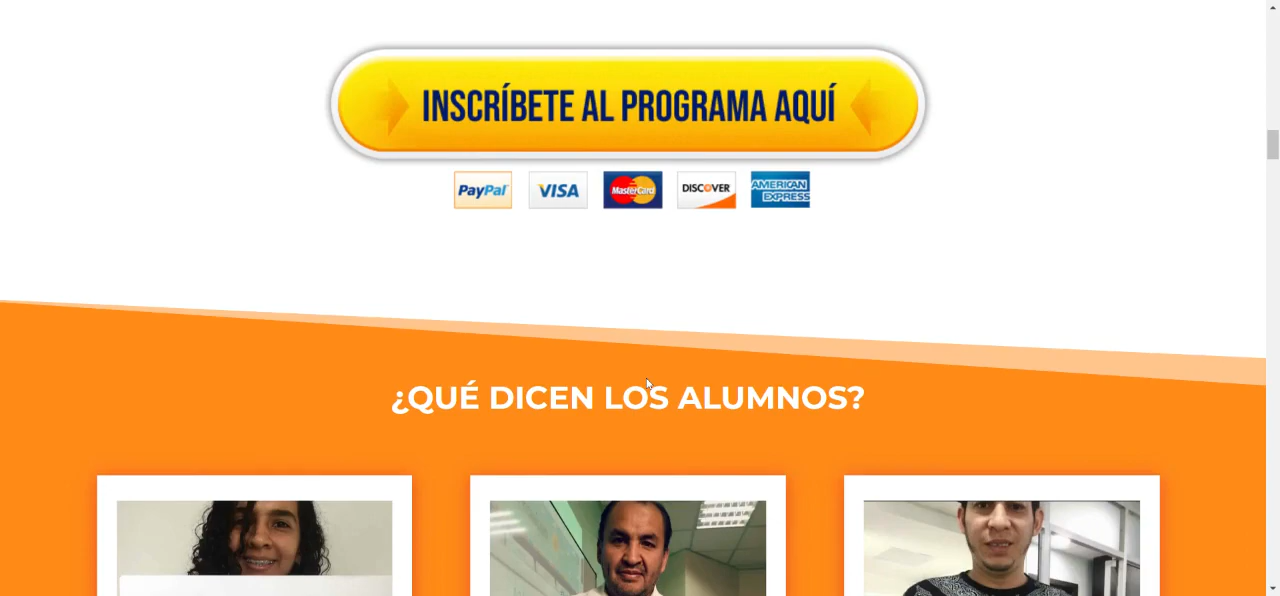 INSCRÍBETE AL PROGRAMA AQUÍ
PayPal VISA MasterCard DISCOVER AMERICAN EXPRESS
¿QUÉ DICEN LOS ALUMNOS?